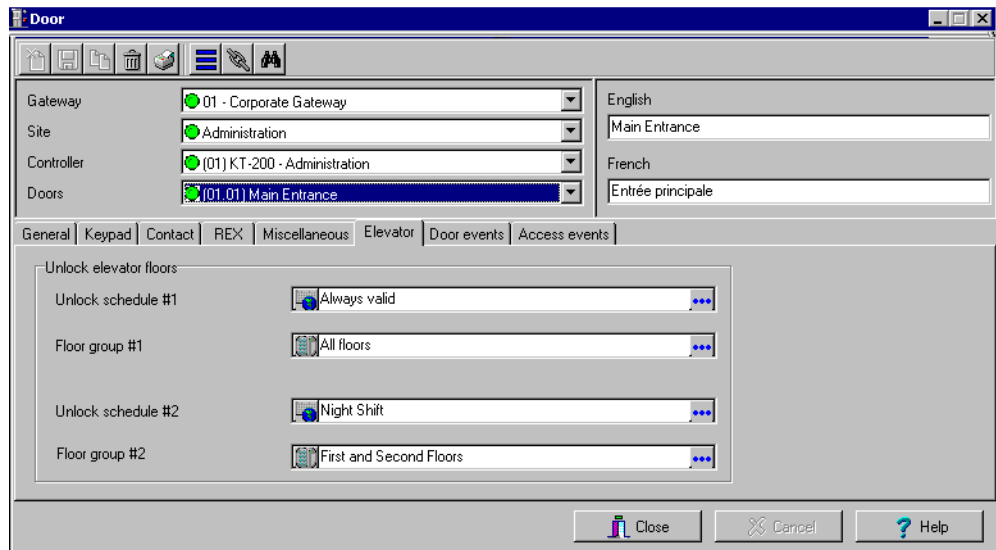 Door
Gateway
01 - Corporate Gateway
English
Site
Administration
Main Entrance
Controller
(01) KT-200 - Administration
French
Doors
(01.01) Main Entrance
Entrée principale
General Keypad Contact REX Miscellaneous Elevator Door events Access events
Unlock elevator floors
Unlock schedule #1
Always valid
Floor group #1
All floors
Unlock schedule #2
Night Shift
Floor group #2
First and Second Floors
Close Cancel Help